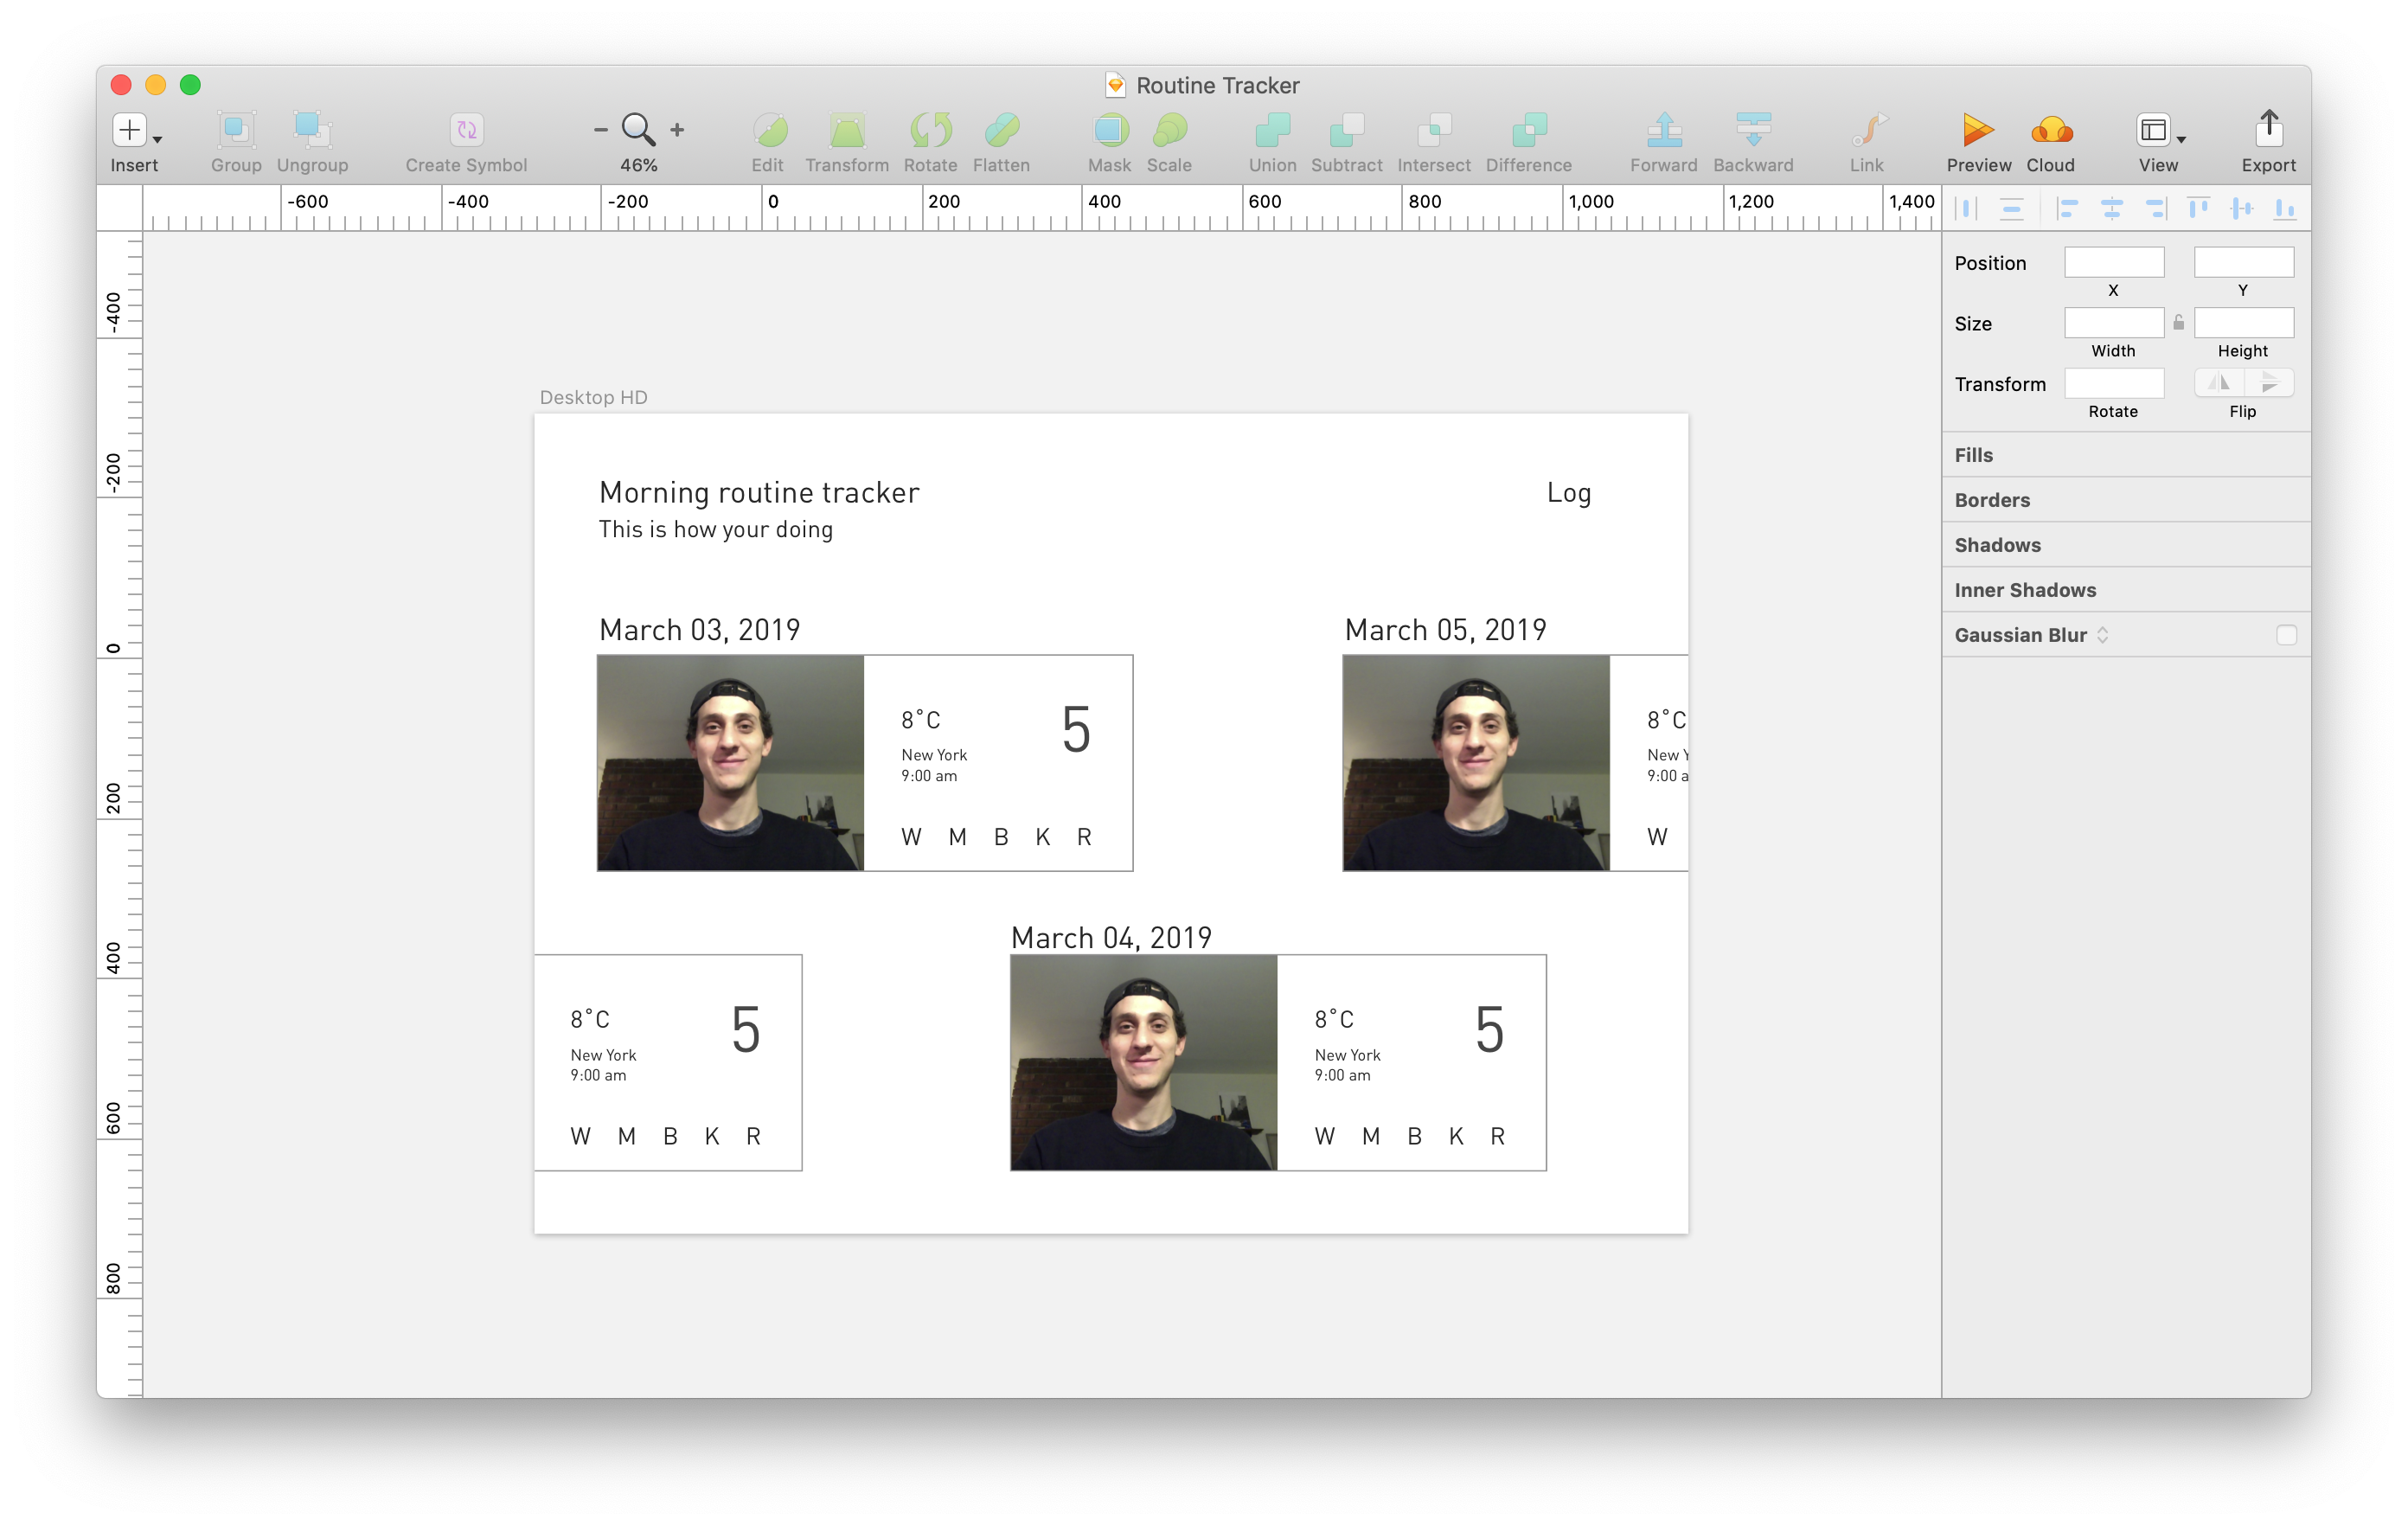 Routine Tracker
Insert
Group
Ungroup
Create Symbol
46%
Edit
Transform
Rotate
Flatten
Mask
Scale
Union
Subtract
Intersect
Difference
Forward
Backward
Link
Preview
Cloud
View
Export
-600
-400
-200
0
200
400
600
800
1,000
1,200
1,400
-400
-200
0
200
400
600
800
Desktop HD
Morning routine tracker
Log
This is how your doing
March 03, 2019
8°C
5
New York
9:00 am
W M B K R
March 05, 2019
8°C
New Y
9:00 a
W
8°C
5
New York
9:00 am
W M B K R
March 04, 2019
8°C
5
New York
9:00 am
W M B K R
Position
X
Y
Size
Width
Height
Transform
Rotate
Flip
Fills
Borders
Shadows
Inner Shadows
Gaussian Blur